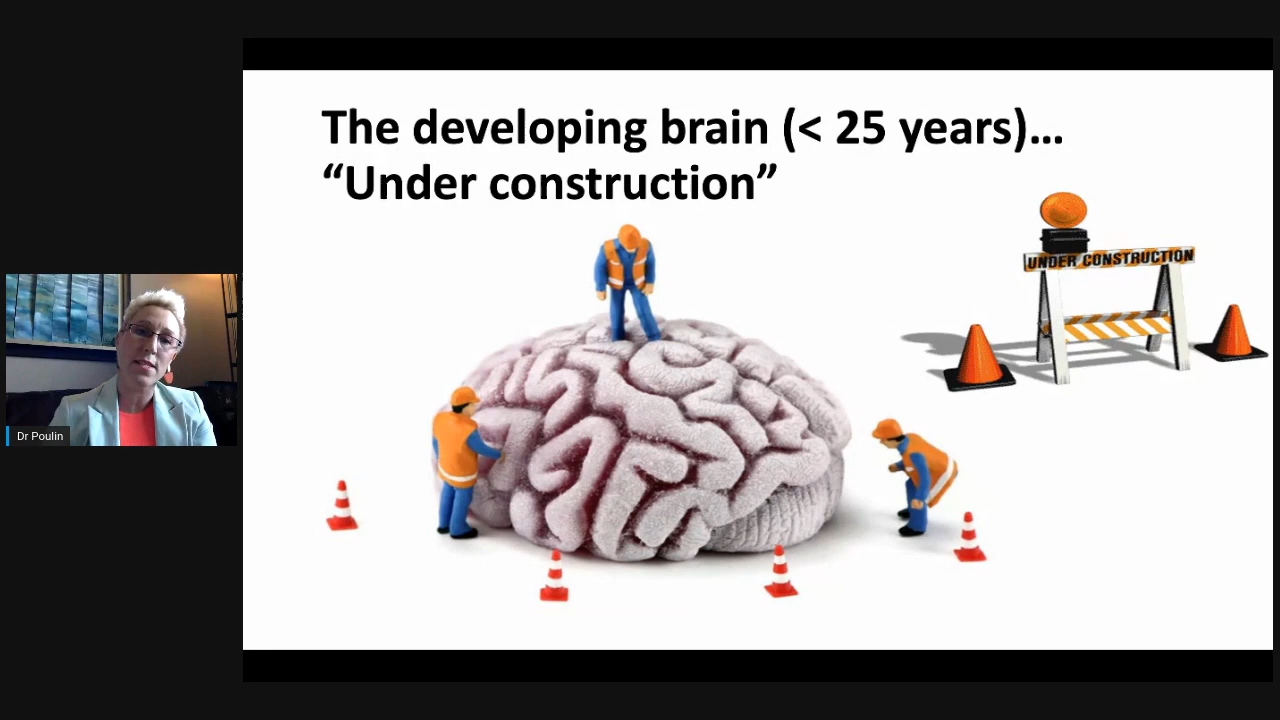 The developing brain (< 25 years)...
“Under construction”
UNDER CONSTRUCTION
Dr Poulin